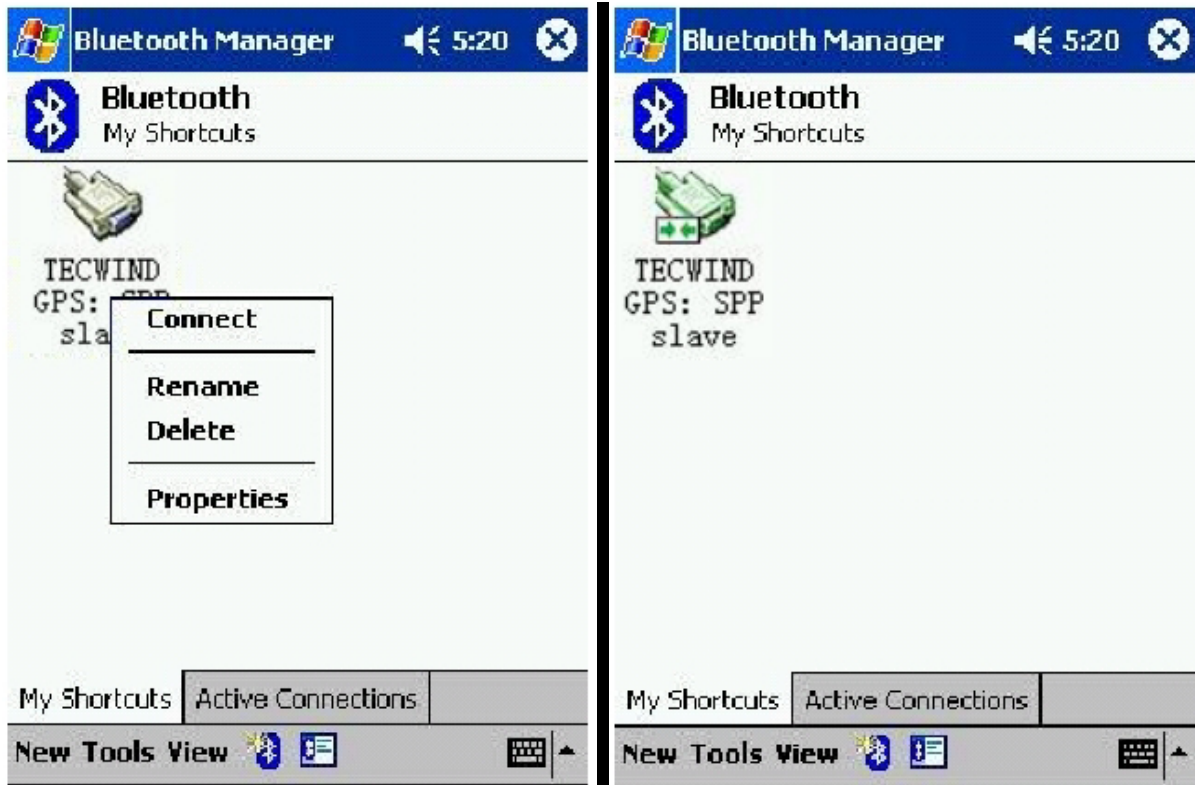 Bluetooth Manager 5:20
Bluetooth
My Shortcuts
TECWIND
GPS: SPP
sla
Connect
Rename
Delete
Properties
My Shortcuts Active Connections
New Tools View
Bluetooth Manager 5:20
Bluetooth
My Shortcuts
TECWIND
GPS: SPP
slave
My Shortcuts Active Connections
New Tools View